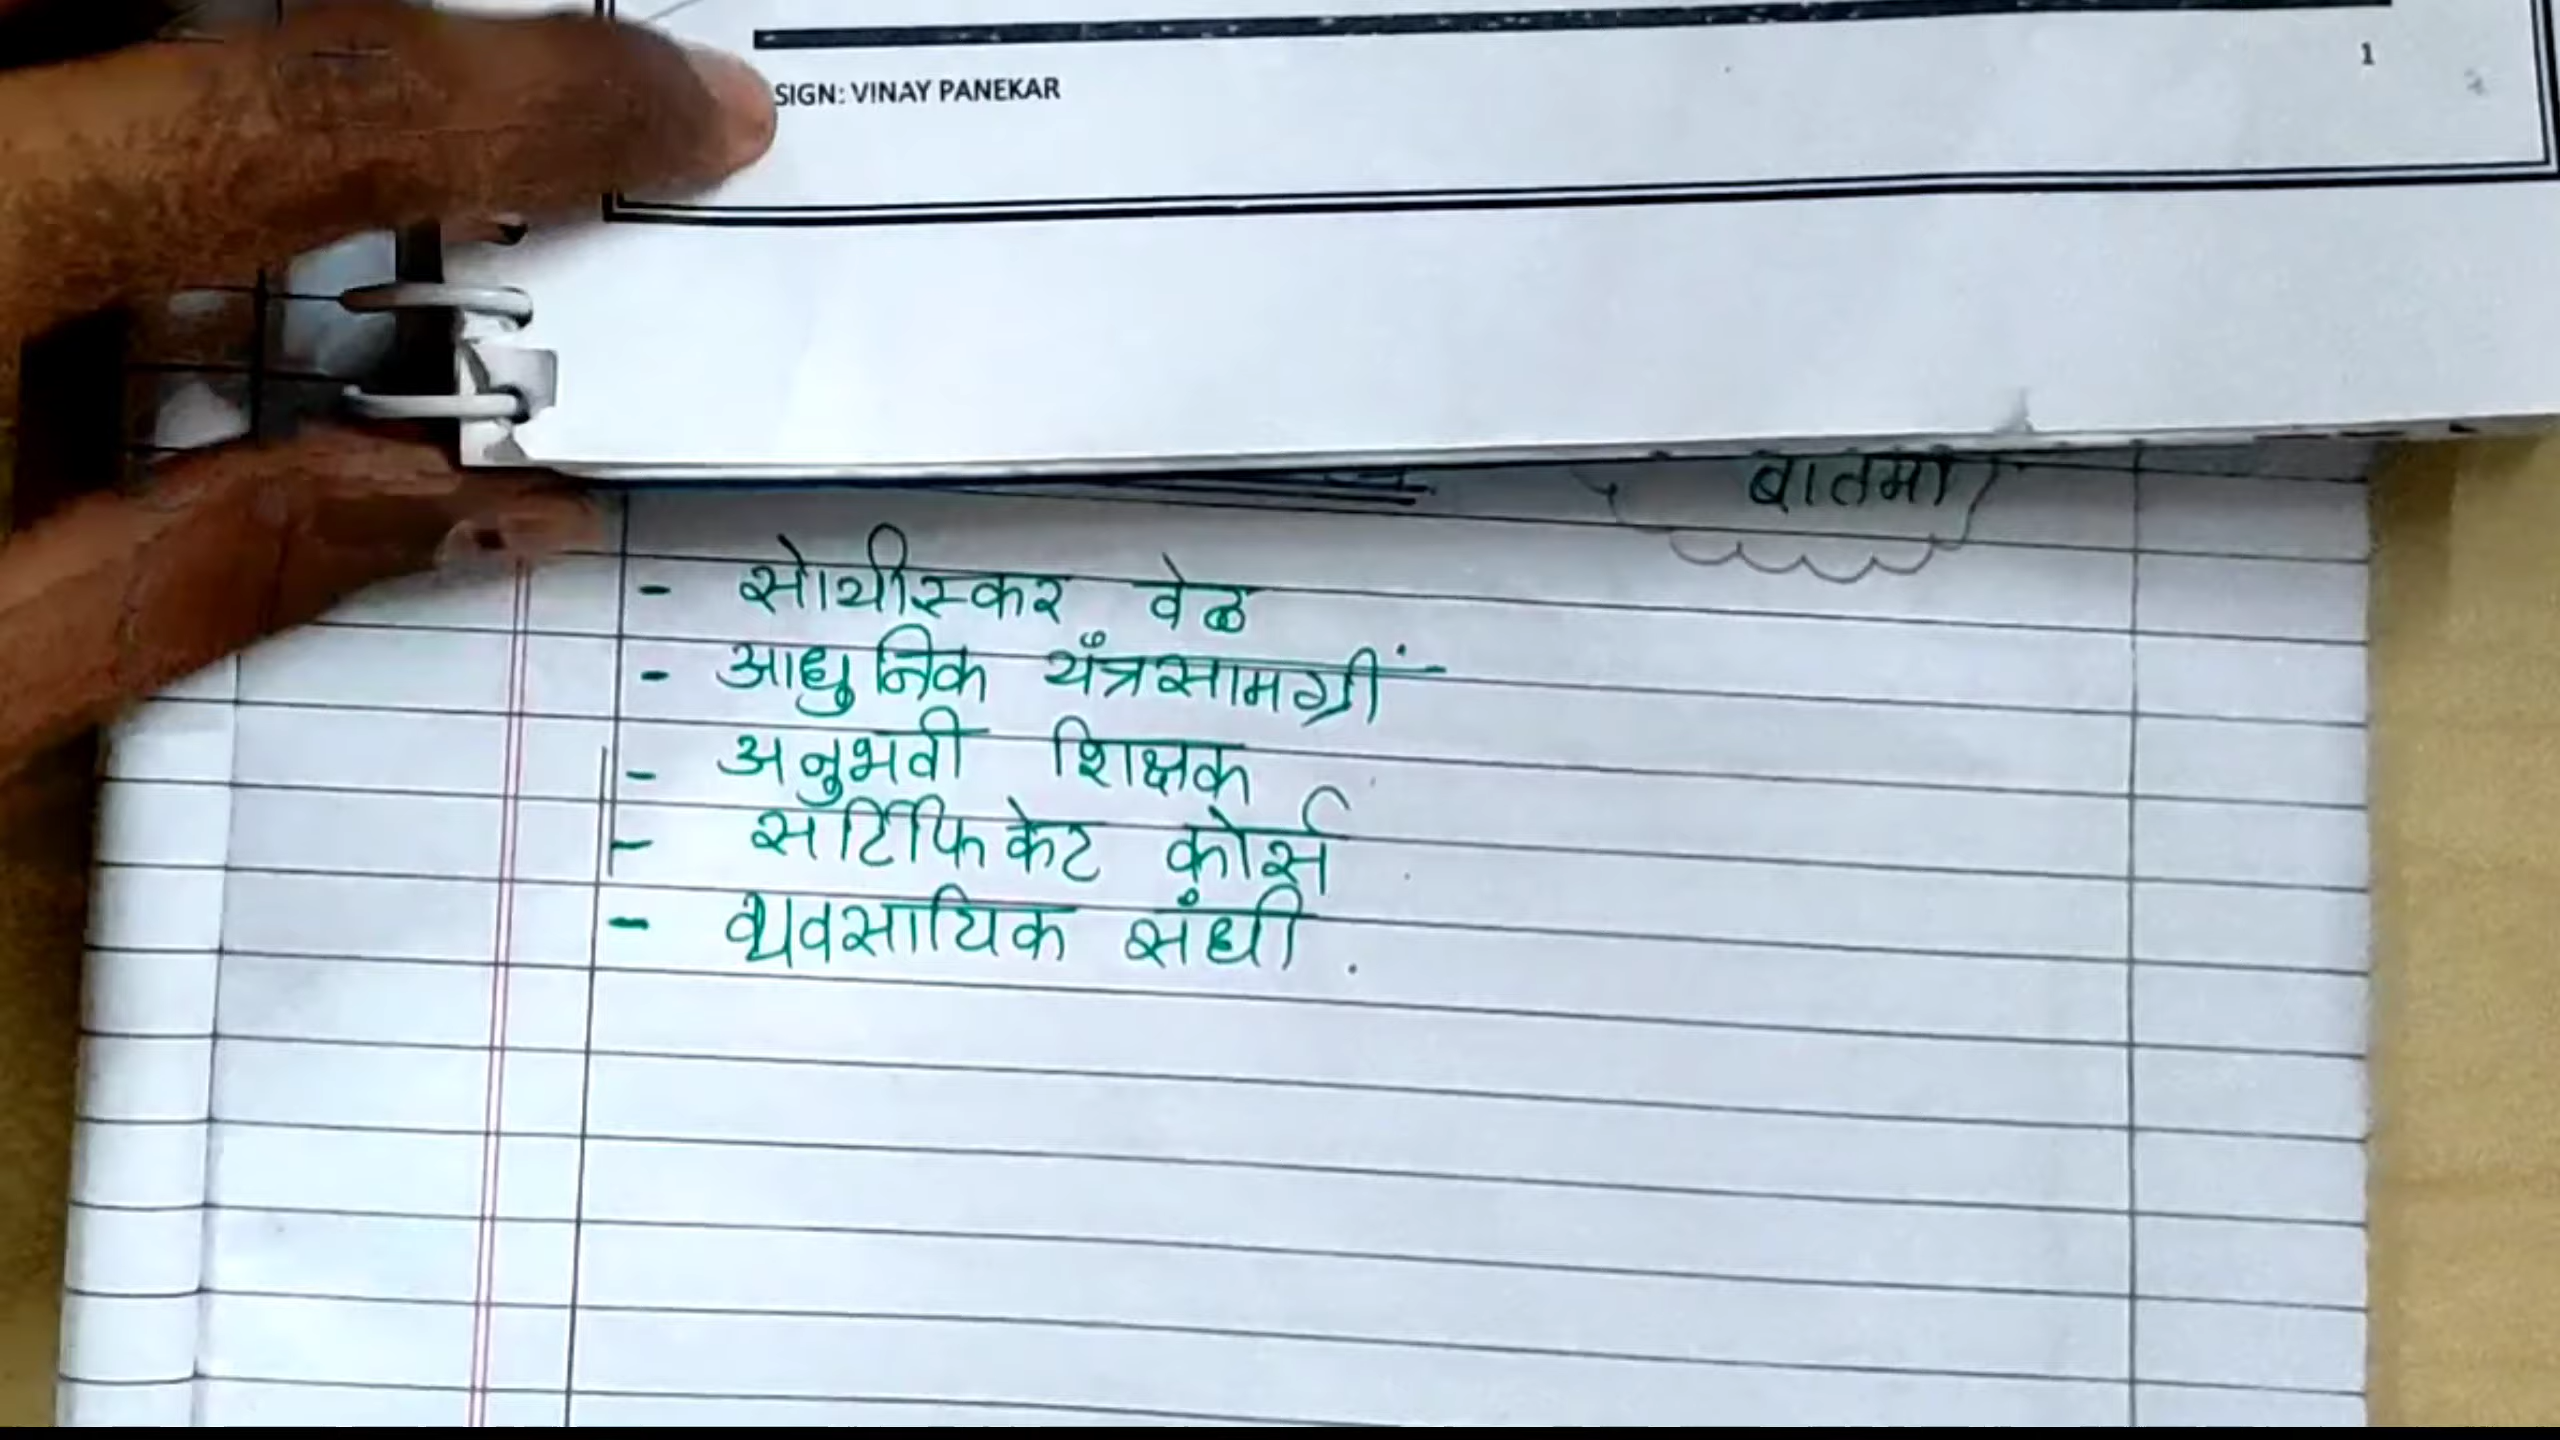 1
SIGN: VINAY PANEKAR
बातमी
- सोयीस्कर वेळ
- आधुनिक यँत्रसामग्रीं -
- अनुभवी शिक्षक
- सर्टिफिकेट कोर्स
- व्यवसायिक संधी .